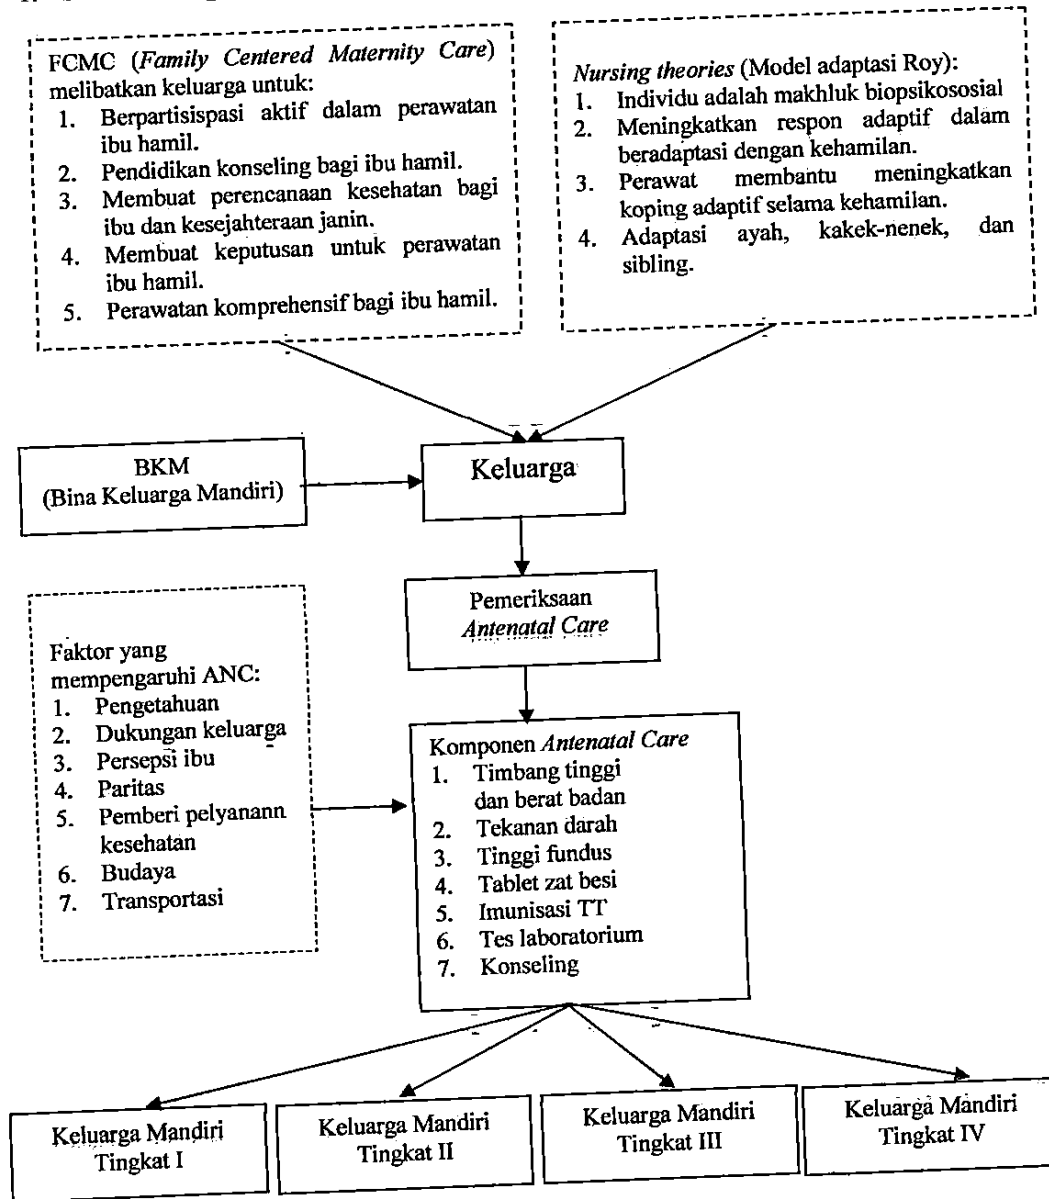 FCMC (Family Centered Maternity Care)
melibatkan keluarga untuk:
1. Berpartisispasi aktif dalam perawatan
ibu hamil.
2. Pendidikan konseling bagi ibu hamil.
3. Membuat perencanaan kesehatan bagi
ibu dan kesejahteraan janin.
4. Membuat keputusan untuk perawatan
ibu hamil.
5. Perawatan komprehensif bagi ibu hamil.
Nursing theories (Model adaptasi Roy):
1. Individu adalah makhluk biopsikososial
2. Meningkatkan respon adaptif dalam
beradaptasi dengan kehamilan.
3. Perawat membantu meningkatkan
koping adaptif selama kehamilan.
4. Adaptasi ayah, kakek-nenek, dan
sibling.
BKM
(Bina Keluarga Mandiri)
Keluarga
Pemeriksaan
Antenatal Care
Faktor yang
mempengaruhi ANC:
1. Pengetahuan
2. Dukungan keluarga
3. Persepsi ibu
4. Paritas
5. Pemberi pelyanann
kesehatan
6. Budaya
7. Transportasi
Komponen Antenatal Care
1. Timbang tinggi
dan berat badan
2. Tekanan darah
3. Tinggi fundus
4. Tablet zat besi
5. Imunisasi TT
6. Tes laboratorium
7. Konseling
Keluarga Mandiri
Tingkat I
Keluarga Mandiri
Tingkat II
Keluarga Mandiri
Tingkat III
Keluarga Mandiri
Tingkat IV